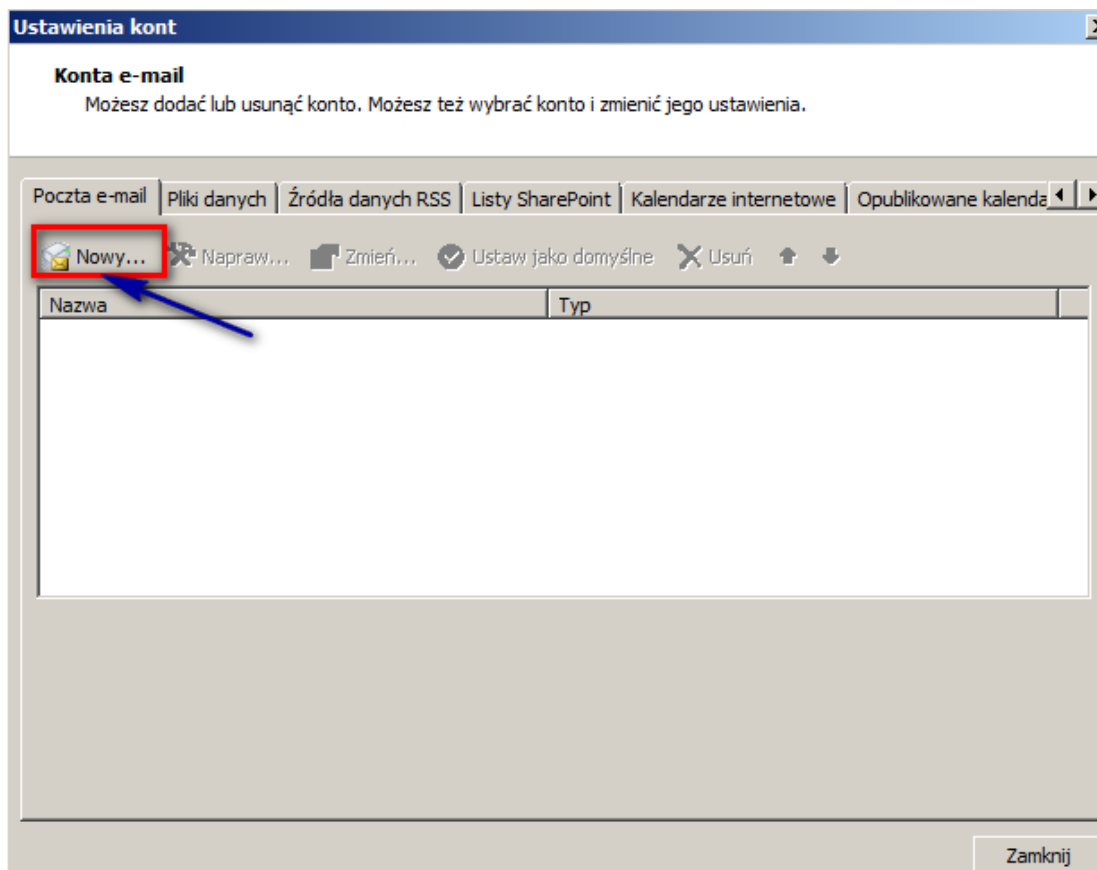 Ustawienia kont
Konta e-mail
Możesz dodać lub usunąć konto. Możesz też wybrać konto i zmienić jego ustawienia.
Poczta e-mail Pliki danych Źródła danych RSS Listy SharePoint Kalendarze internetowe Opublikowane kalenda
Nowy... Napraw... Zmień... Ustaw jako domyślne Usuń
Nazwa Typ
Zamknij